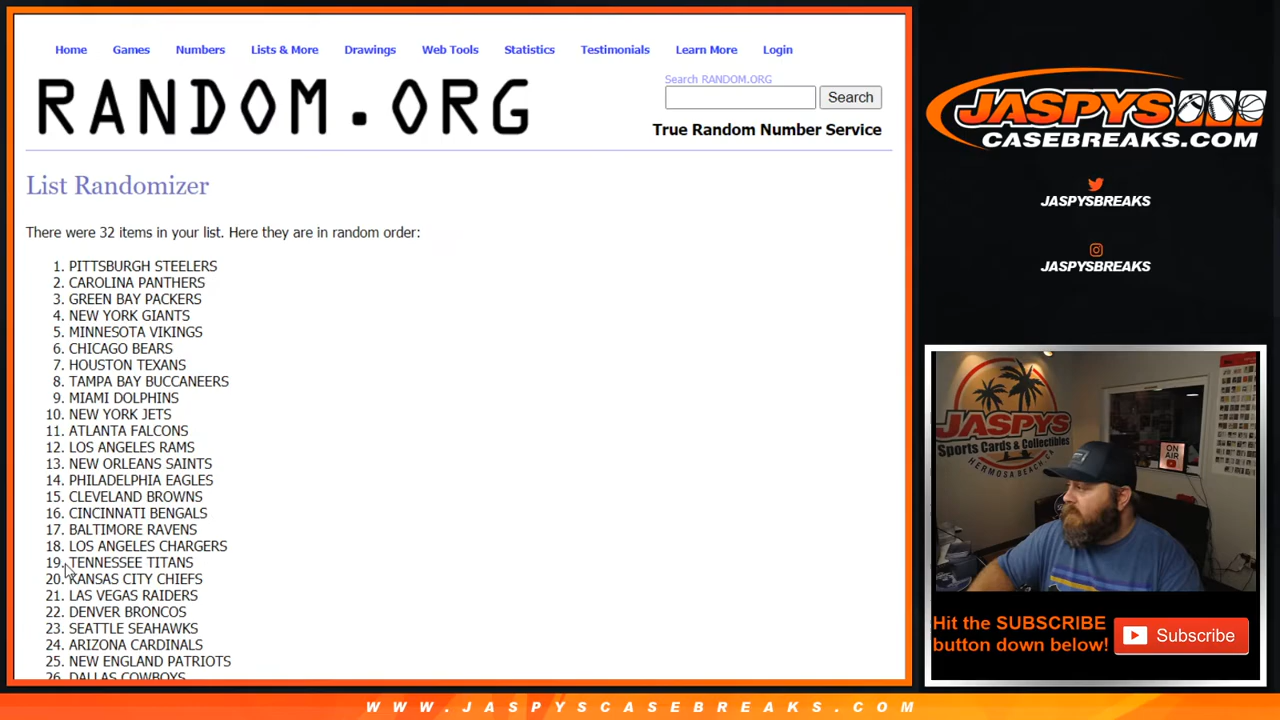 Home Games Numbers Lists & More Drawings Web Tools Statistics Testimonials Learn More Login
RANDOM.ORG
Search RANDOM.ORG
Search
True Random Number Service
List Randomizer
There were 32 items in your list. Here they are in random order:
1. PITTSBURGH STEELERS
2. CAROLINA PANTHERS
3. GREEN BAY PACKERS
4. NEW YORK GIANTS
5. MINNESOTA VIKINGS
6. CHICAGO BEARS
7. HOUSTON TEXANS
8. TAMPA BAY BUCCANEERS
9. MIAMI DOLPHINS
10. NEW YORK JETS
11. ATLANTA FALCONS
12. LOS ANGELES RAMS
13. NEW ORLEANS SAINTS
14. PHILADELPHIA EAGLES
15. CLEVELAND BROWNS
16. CINCINNATI BENGALS
17. BALTIMORE RAVENS
18. LOS ANGELES CHARGERS
19. TENNESSEE TITANS
20. KANSAS CITY CHIEFS
21. LAS VEGAS RAIDERS
22. DENVER BRONCOS
23. SEATTLE SEAHAWKS
24. ARIZONA CARDINALS
25. NEW ENGLAND PATRIOTS
26. DALLAS COWBOYS
JASPYS
CASEBREAKS.COM
JASPYSBREAKS
JASPYSBREAKS
JASPYS
Sports Cards & Collectibles
HERMOSA BEACH, CA
ON
AIR
Hit the SUBSCRIBE
button down below!
Subscribe
WWW.JASPYSCASEBREAKS.COM